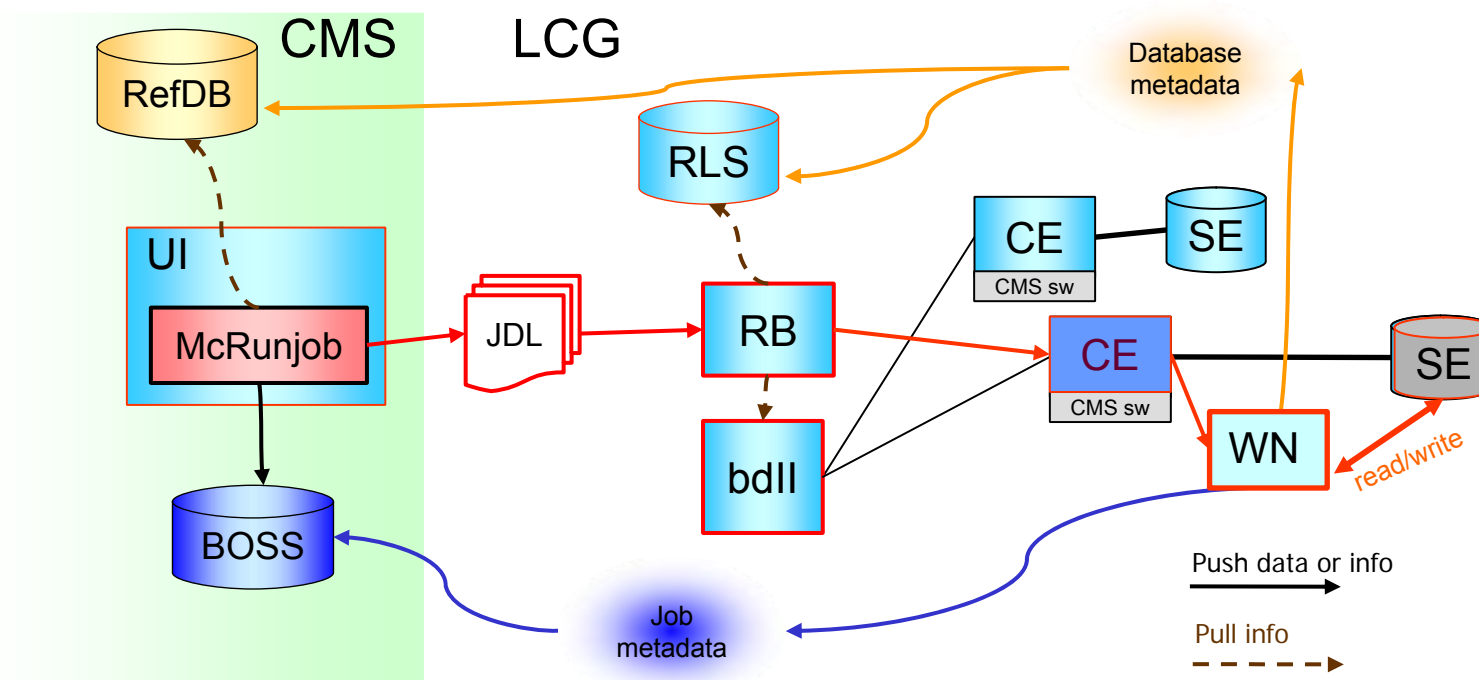 CMS
LCG
RefDB
Database
metadata
RLS
UI
CE
CMS sw
SE
McRunjob
JDL
RB
CE
CMS sw
SE
bdII
WN
read/write
BOSS
Push data or info
Job
metadata
Pull info